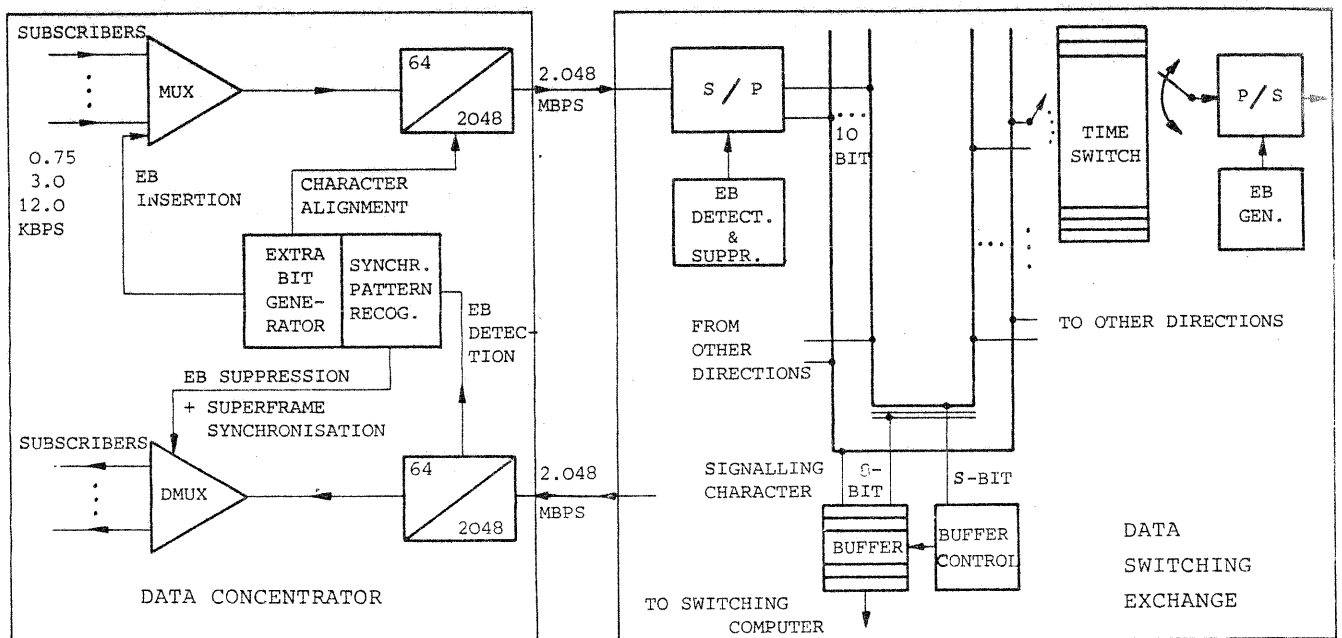 SUBSCRIBERS
MUX
64
2048
2.048
MBPS
0.75
3.0
12.0
KBPS
EB
INSERTION
CHARACTER
ALIGNMENT
EXTRA
BIT
GENE-
RATOR
SYNCHR.
PATTERN
RECOG.
EB
DETEC-
TION
EB SUPPRESSION
+ SUPERFRAME
SYNCHRONISATION
SUBSCRIBERS
DMUX
64
2048
2.048
MBPS
DATA CONCENTRATOR
S / P
10
BIT
EB
DETECT.
&
SUPPR.
TIME
SWITCH
P/S
EB
GEN.
FROM
OTHER
DIRECTIONS
TO OTHER DIRECTIONS
SIGNALLING
CHARACTER
8-
BIT
S-BIT
BUFFER
BUFFER
CONTROL
TO SWITCHING
COMPUTER
DATA
SWITCHING
EXCHANGE